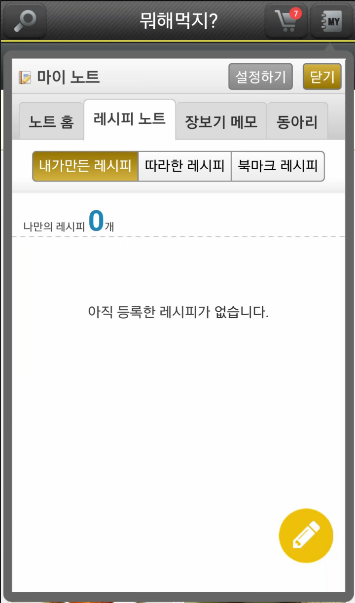 뭐해먹지?
7
MY
마이 노트
설정하기
닫기
노트 홈
레시피 노트
장보기 메모
동아리
내가만든 레시피
따라한 레시피
북마크 레시피
나만의 레시피 0개
아직 등록한 레시피가 없습니다.